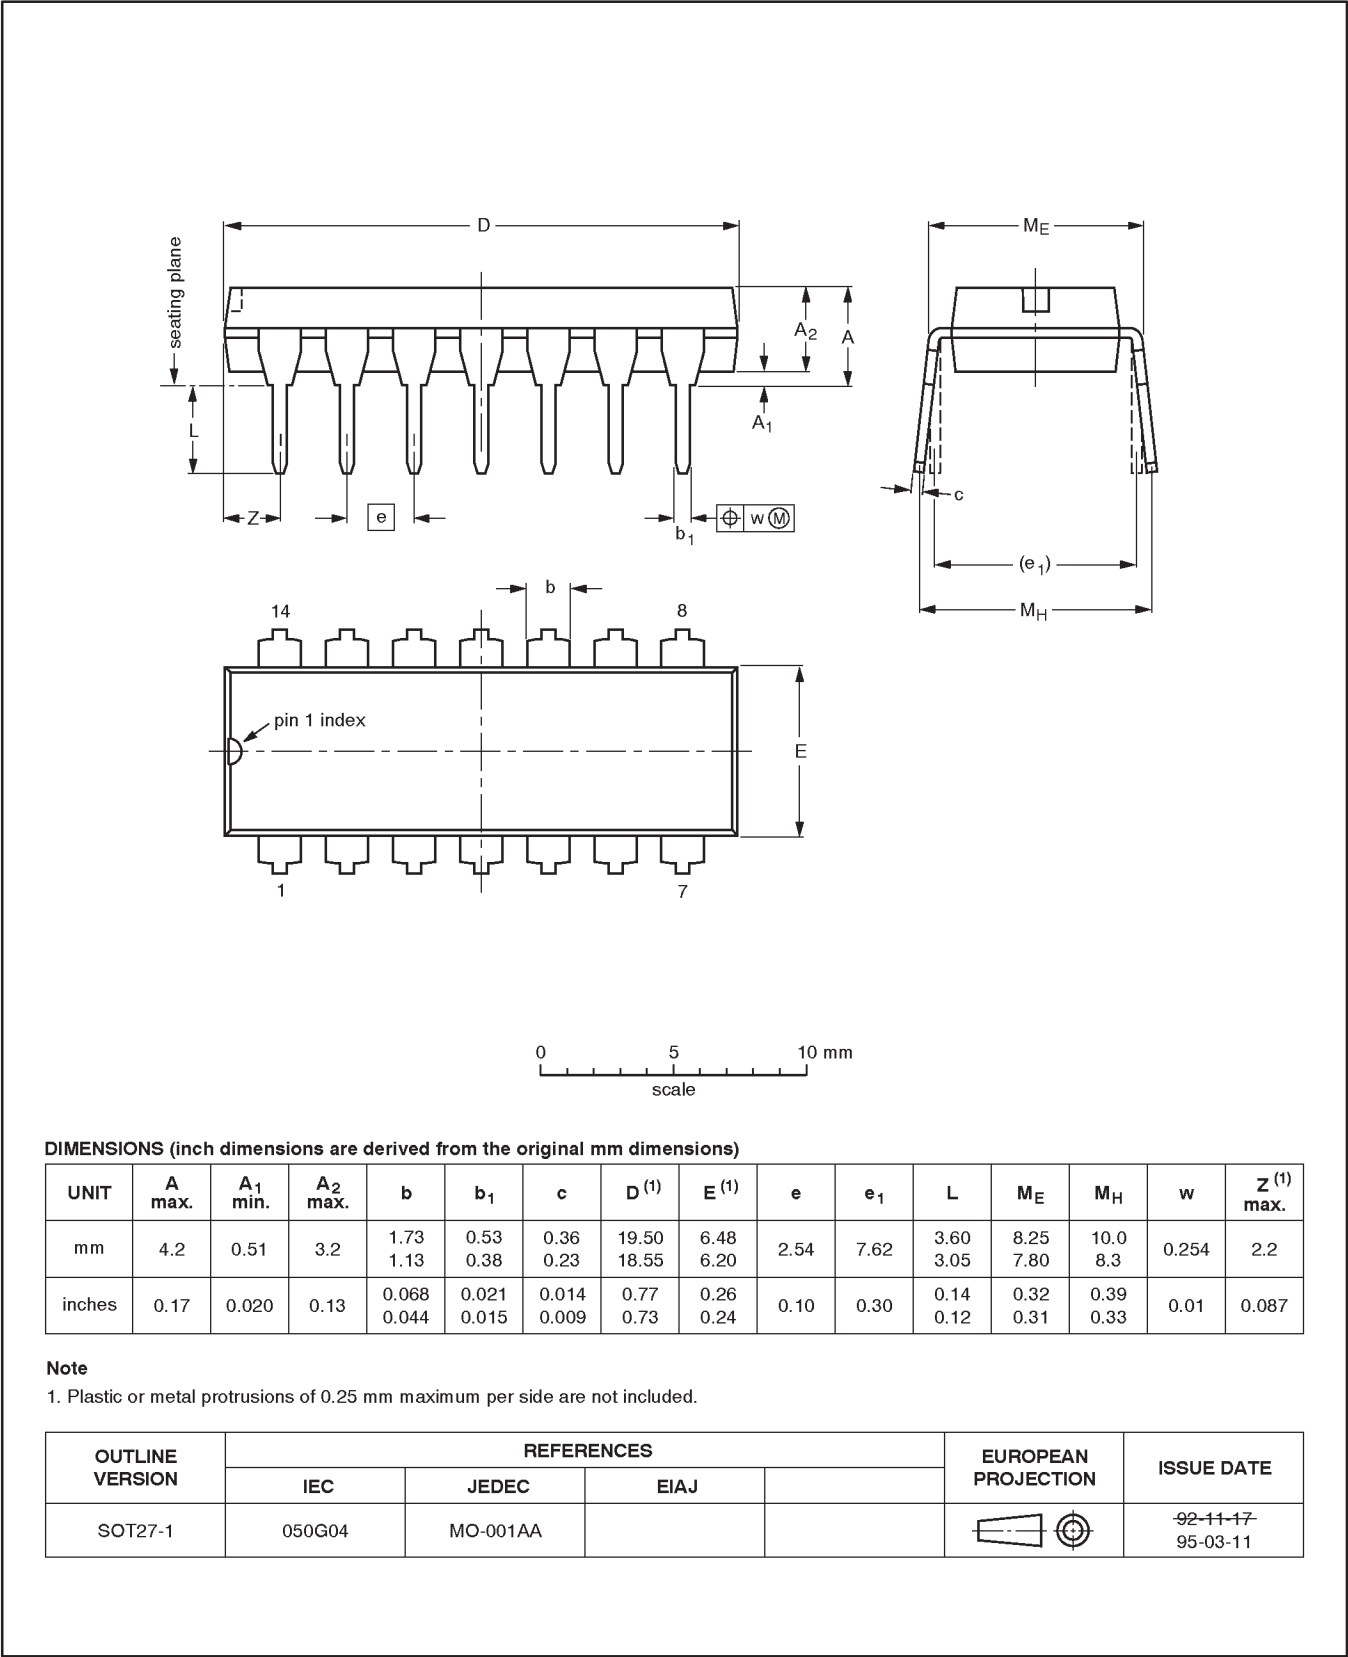 D
ME
seating plane
A2
A
A1
L
c
Z
e
b1
w M
(e1)
MH
b
14
8
pin 1 index
E
1
7
0 5 10 mm
scale
DIMENSIONS (inch dimensions are derived from the original mm dimensions)
UNIT A max. A1 min. A2 max. b b1 c D(1) E(1) e e1 L ME MH w Z(1) max.
mm 4.2 0.51 3.2 1.73 1.13 0.53 0.38 0.36 0.23 19.50 18.55 6.48 6.20 2.54 7.62 3.60 3.05 8.25 7.80 10.0 8.3 0.254 2.2
inches 0.17 0.020 0.13 0.068 0.044 0.021 0.015 0.014 0.009 0.77 0.73 0.26 0.24 0.10 0.30 0.14 0.12 0.32 0.31 0.39 0.33 0.01 0.087
Note
1. Plastic or metal protrusions of 0.25 mm maximum per side are not included.
OUTLINE VERSION REFERENCES EUROPEAN PROJECTION ISSUE DATE
IEC JEDEC EIAJ
SOT27-1 050G04 MO-001AA 92-11-17
95-03-11